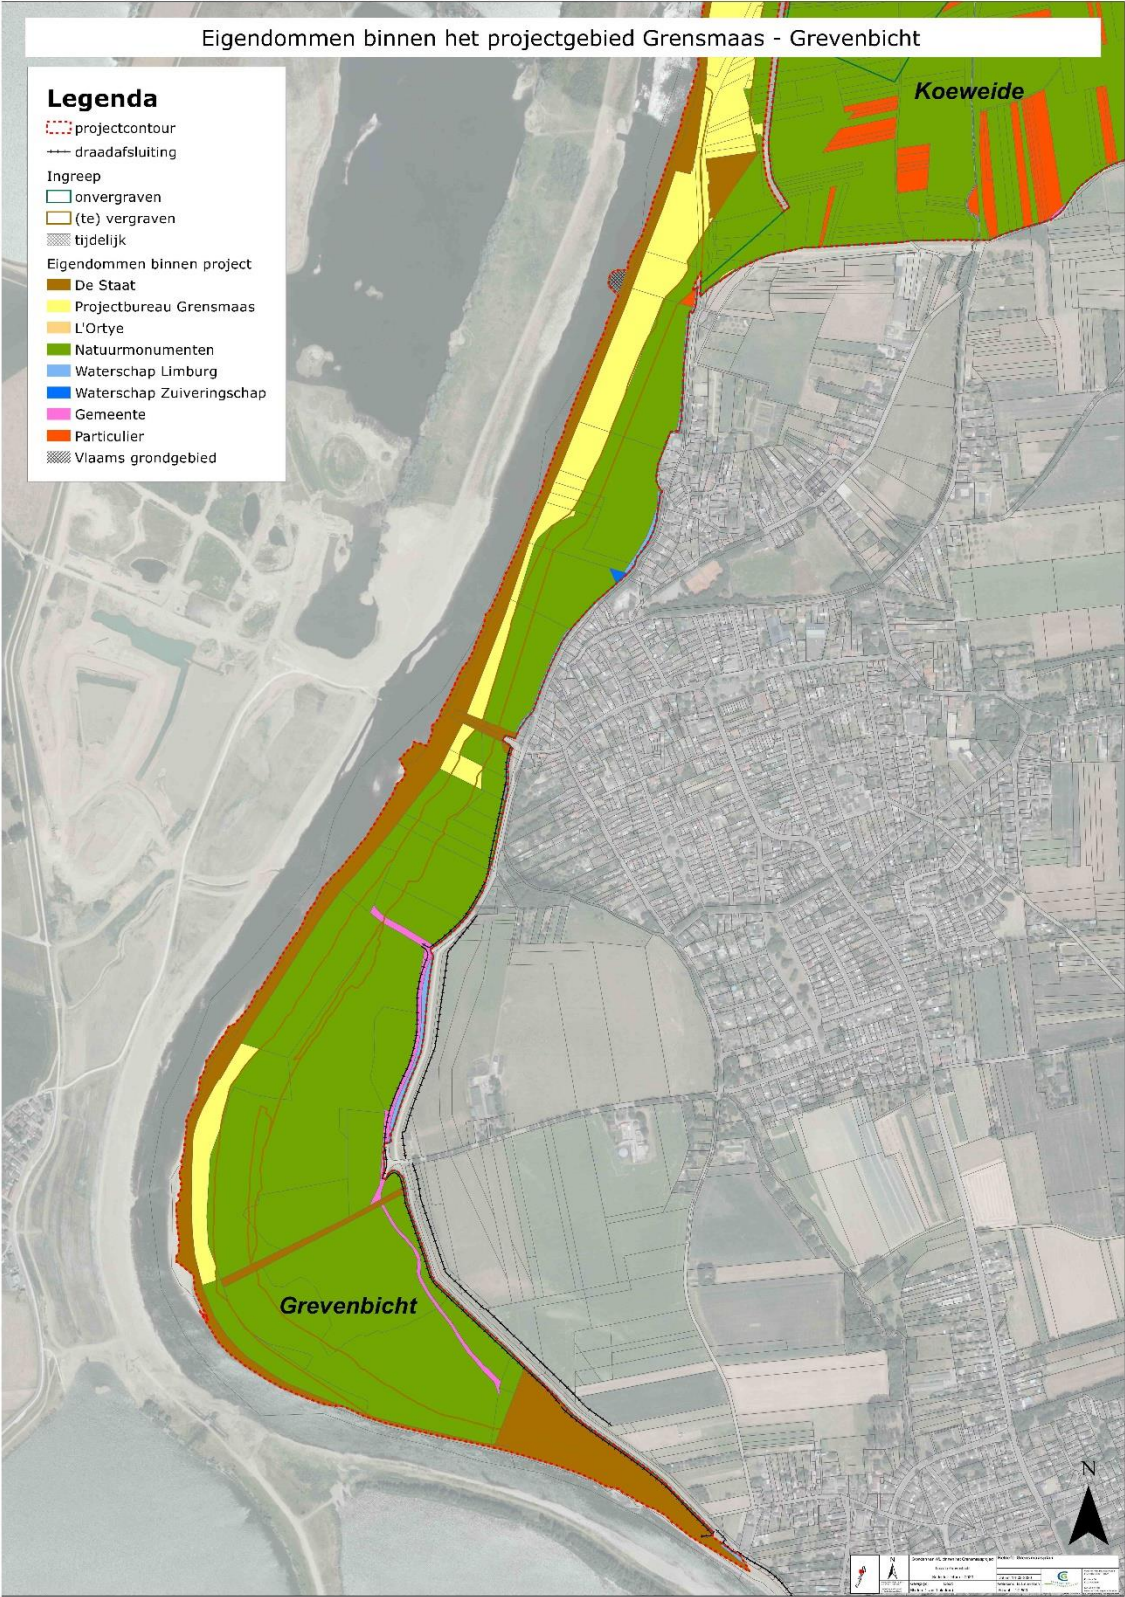 Eigendommen binnen het projectgebied Grensmaas - Grevenbicht
Koeweide
Legenda
projectcontour
draadafsluiting
Ingreep
onvergraven
(te) vergraven
tijdelijk
Eigendommen binnen project
De Staat
Projectbureau Grensmaas
L'Ortye
Natuurmonumenten
Waterschap Limburg
Waterschap Zuiveringschap
Gemeente
Particulier
Vlaams grondgebied
Grevenbicht
N
N